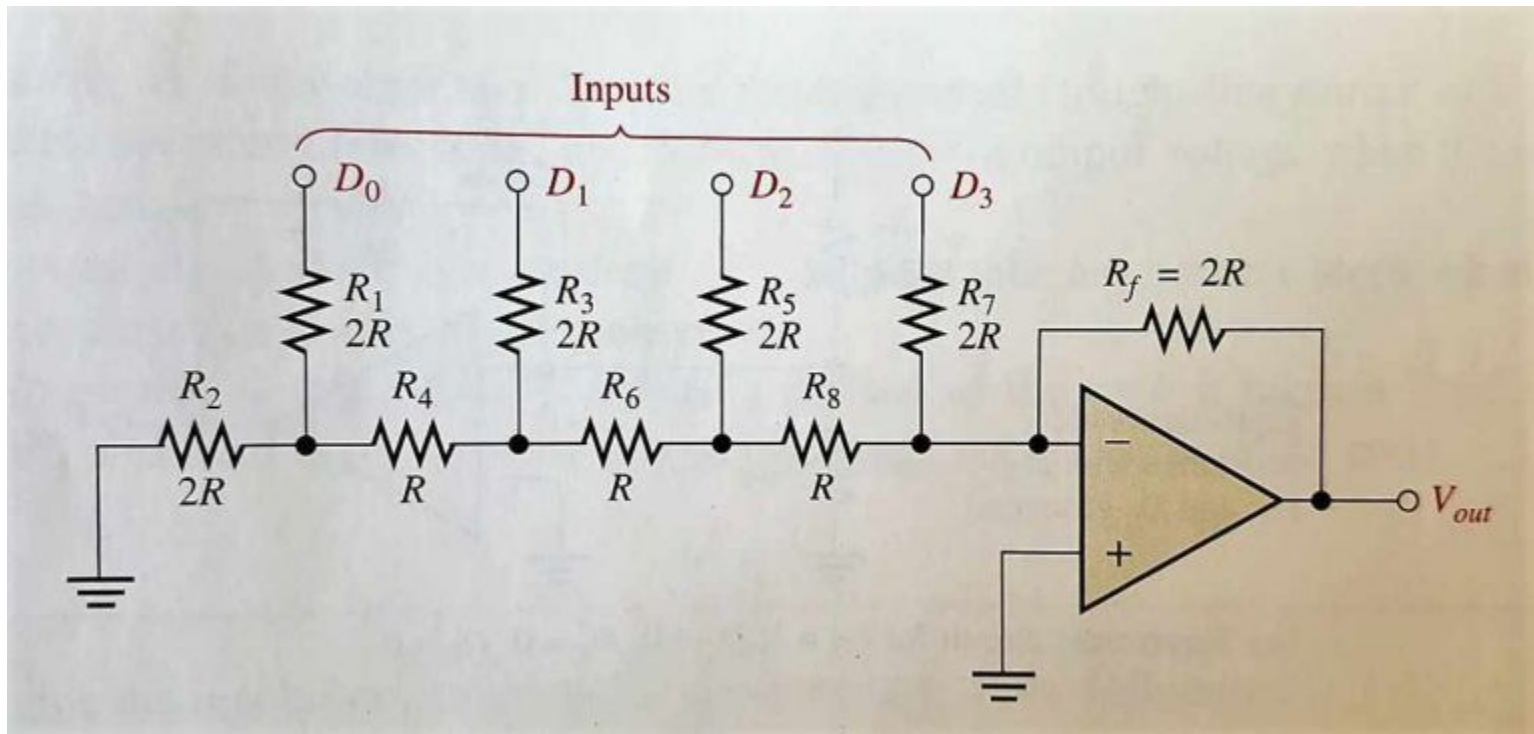 Inputs
D0 D1 D2 D3
R1 2R
R3 2R
R5 2R
R7 2R
Rf = 2R
R2 2R
R4 R
R6 R
R8 R
−
+
Vout